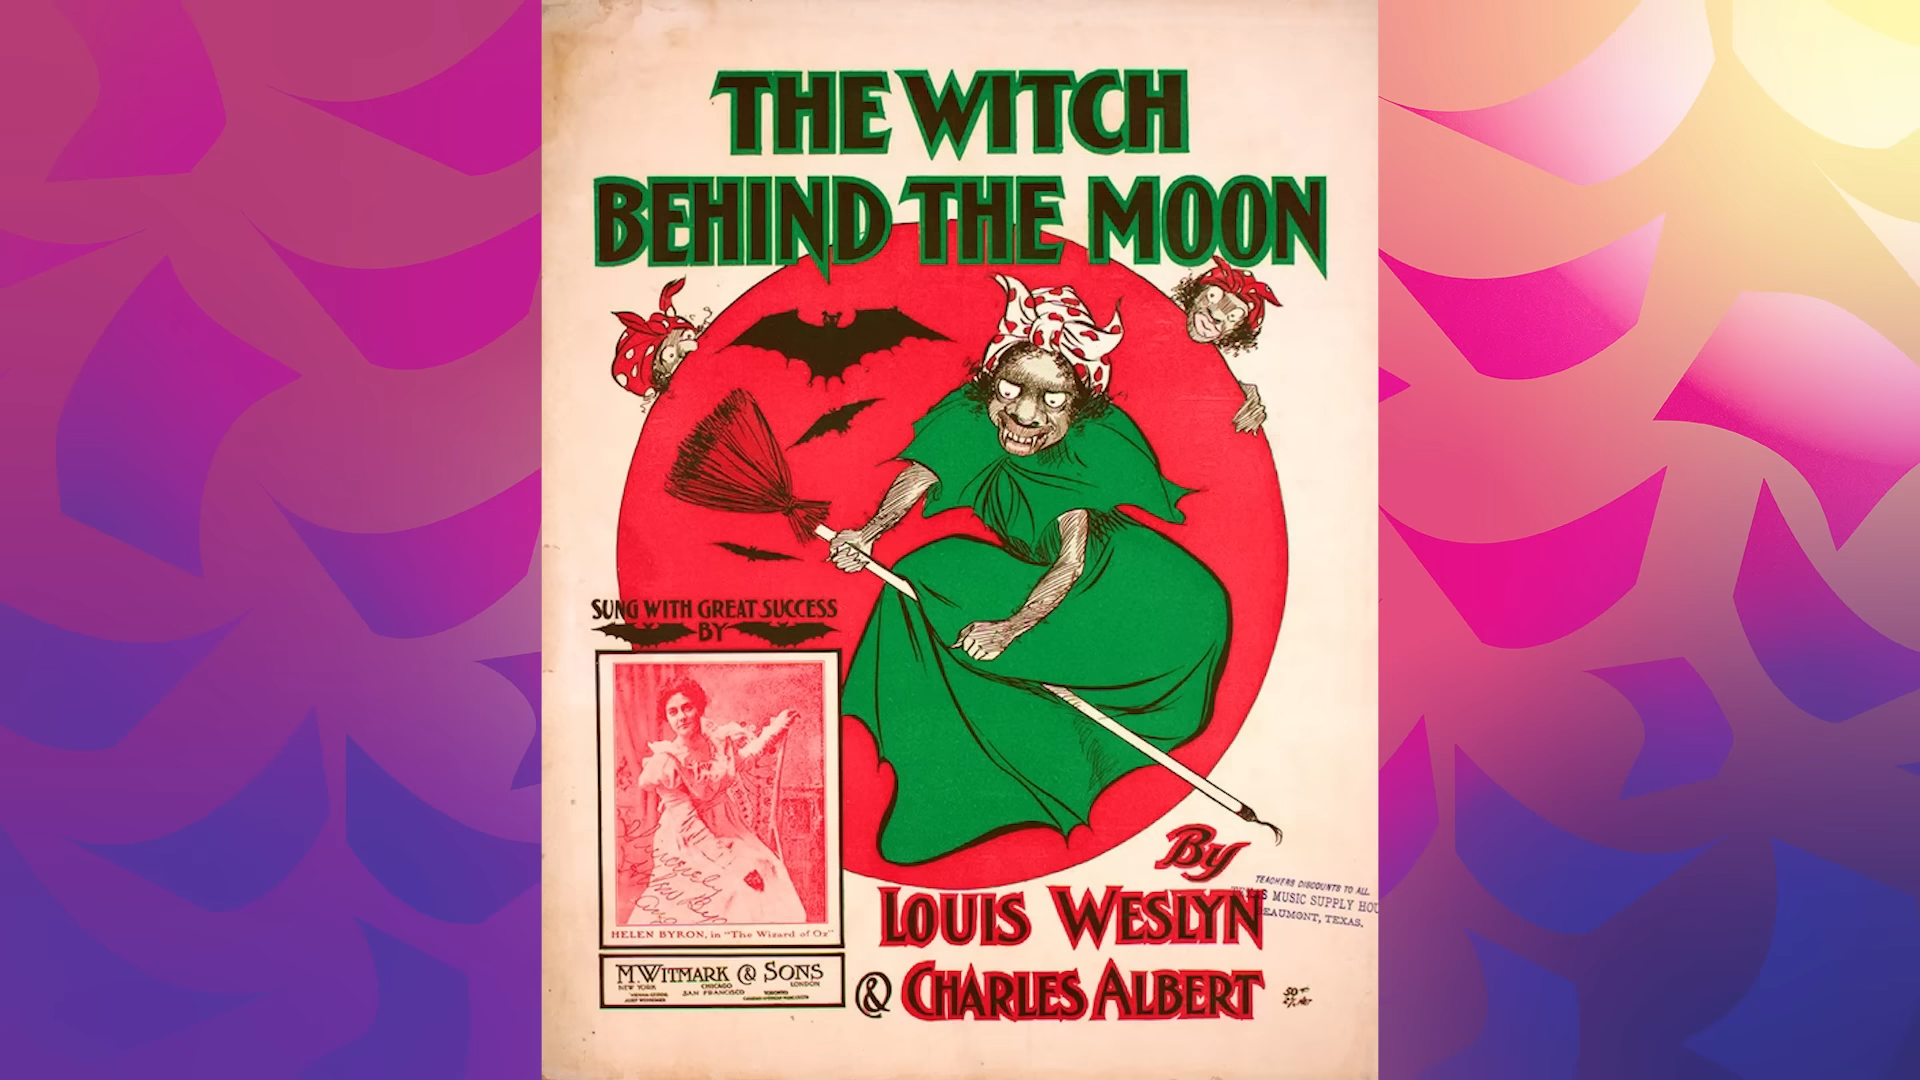 THE WITCH
BEHIND THE MOON
SUNG WITH GREAT SUCCESS
BY
HELEN BYRON, in "The Wizard of Oz"
M. WITMARK & SONS
NEW YORK CHICAGO LONDON
SAN FRANCISCO
By
LOUIS WESLYN
& CHARLES ALBERT
TEACHERS DISCOUNTS TO ALL.
TEXAS MUSIC SUPPLY HOU
BEAUMONT, TEXAS.